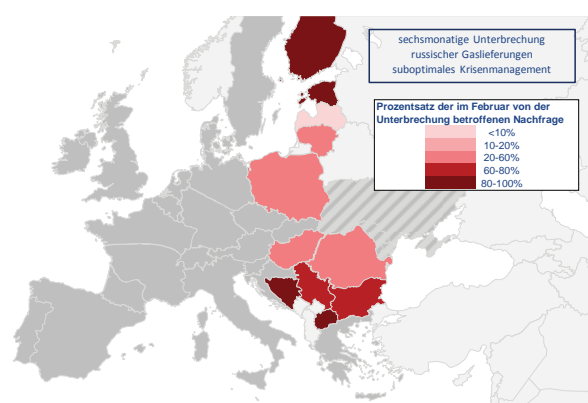 sechsmonatige Unterbrechung
russischer Gaslieferungen
suboptimales Krisenmanagement
Prozentsatz der im Februar von der
Unterbrechung betroffenen Nachfrage
<10%
10-20%
20-60%
60-80%
80-100%